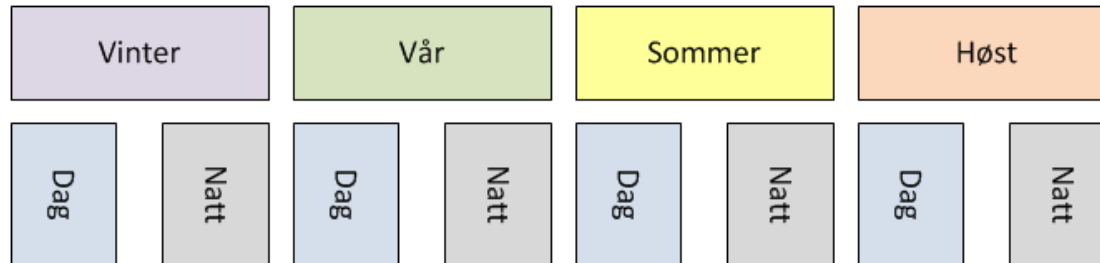 Vinter
Vår
Sommer
Høst
Dag
Natt
Dag
Natt
Dag
Natt
Dag
Natt